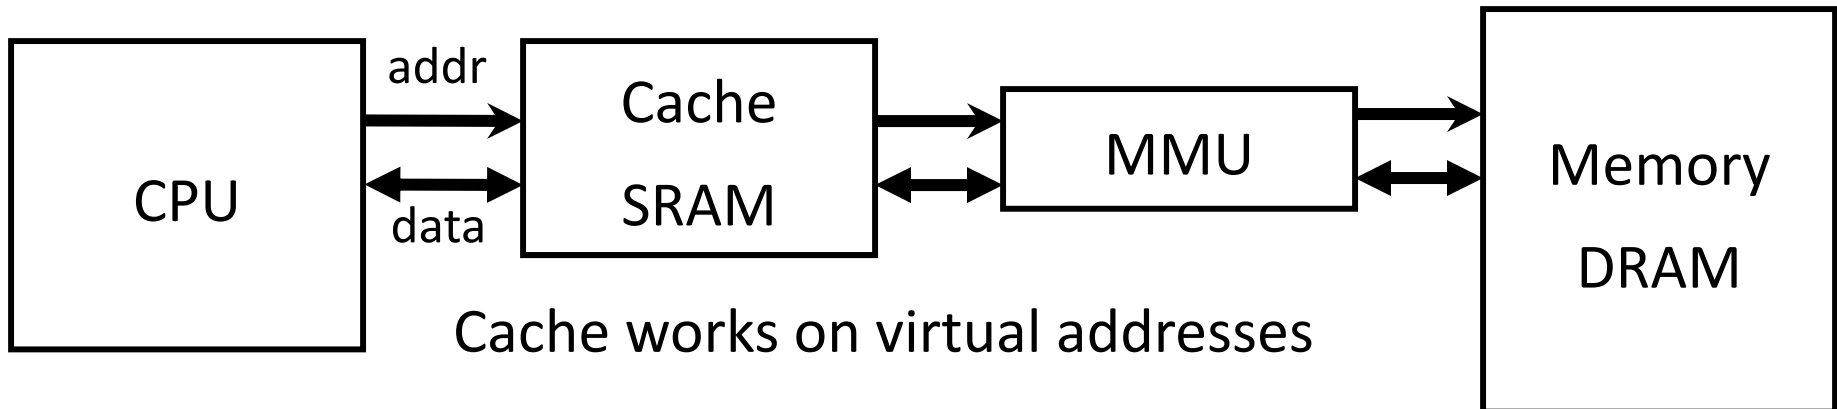 CPU
addr
data
Cache
SRAM
MMU
Memory
DRAM
Cache works on virtual addresses